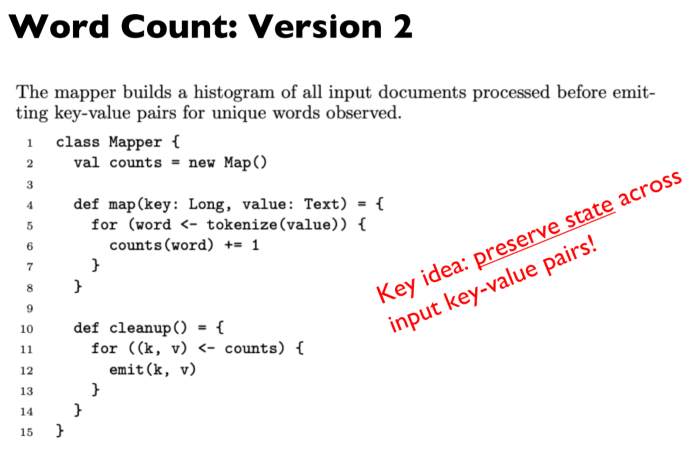 Word Count: Version 2
The mapper builds a histogram of all input documents processed before emit-
ting key-value pairs for unique words observed.
1 class Mapper {
2 val counts = new Map()
3
4 def map(key: Long, value: Text) = {
5 for (word <- tokenize(value)) {
6 counts(word) += 1
7 }
8 }
9
10 def cleanup() = {
11 for ((k, v) <- counts) {
12 emit(k, v)
13 }
14 }
15 }
Key idea: preserve state across
input key-value pairs!